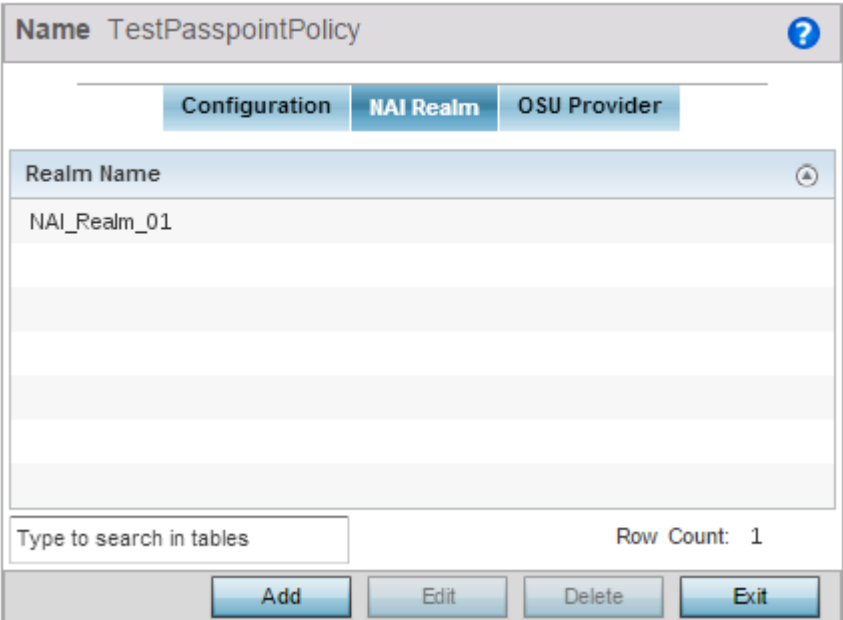 Name TestPasspointPolicy ?
Configuration NAI Realm OSU Provider
Realm Name
NAI_Realm_01
Type to search in tables Row Count: 1
Add Edit Delete Exit